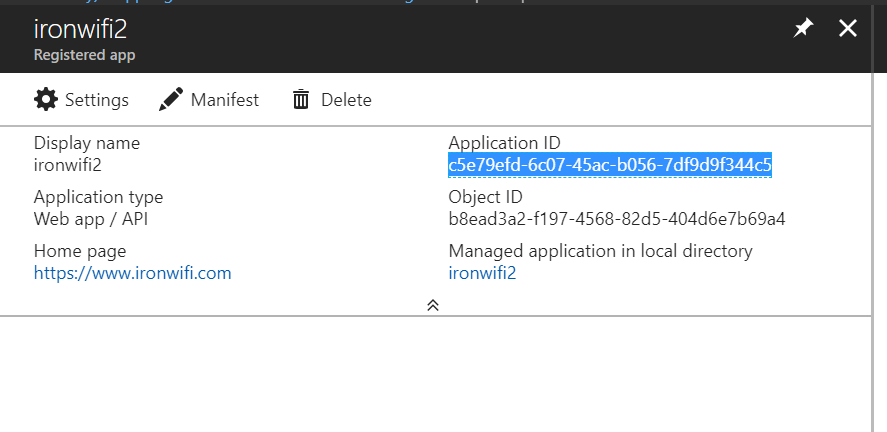 ironwifi2
Registered app
Settings Manifest Delete
Display name
ironwifi2
Application ID
c5e79efd-6c07-45ac-b056-7df9d9f344c5
Application type
Web app / API
Object ID
b8ead3a2-f197-4568-82d5-404d6e7b69a4
Home page
https://www.ironwifi.com
Managed application in local directory
ironwifi2